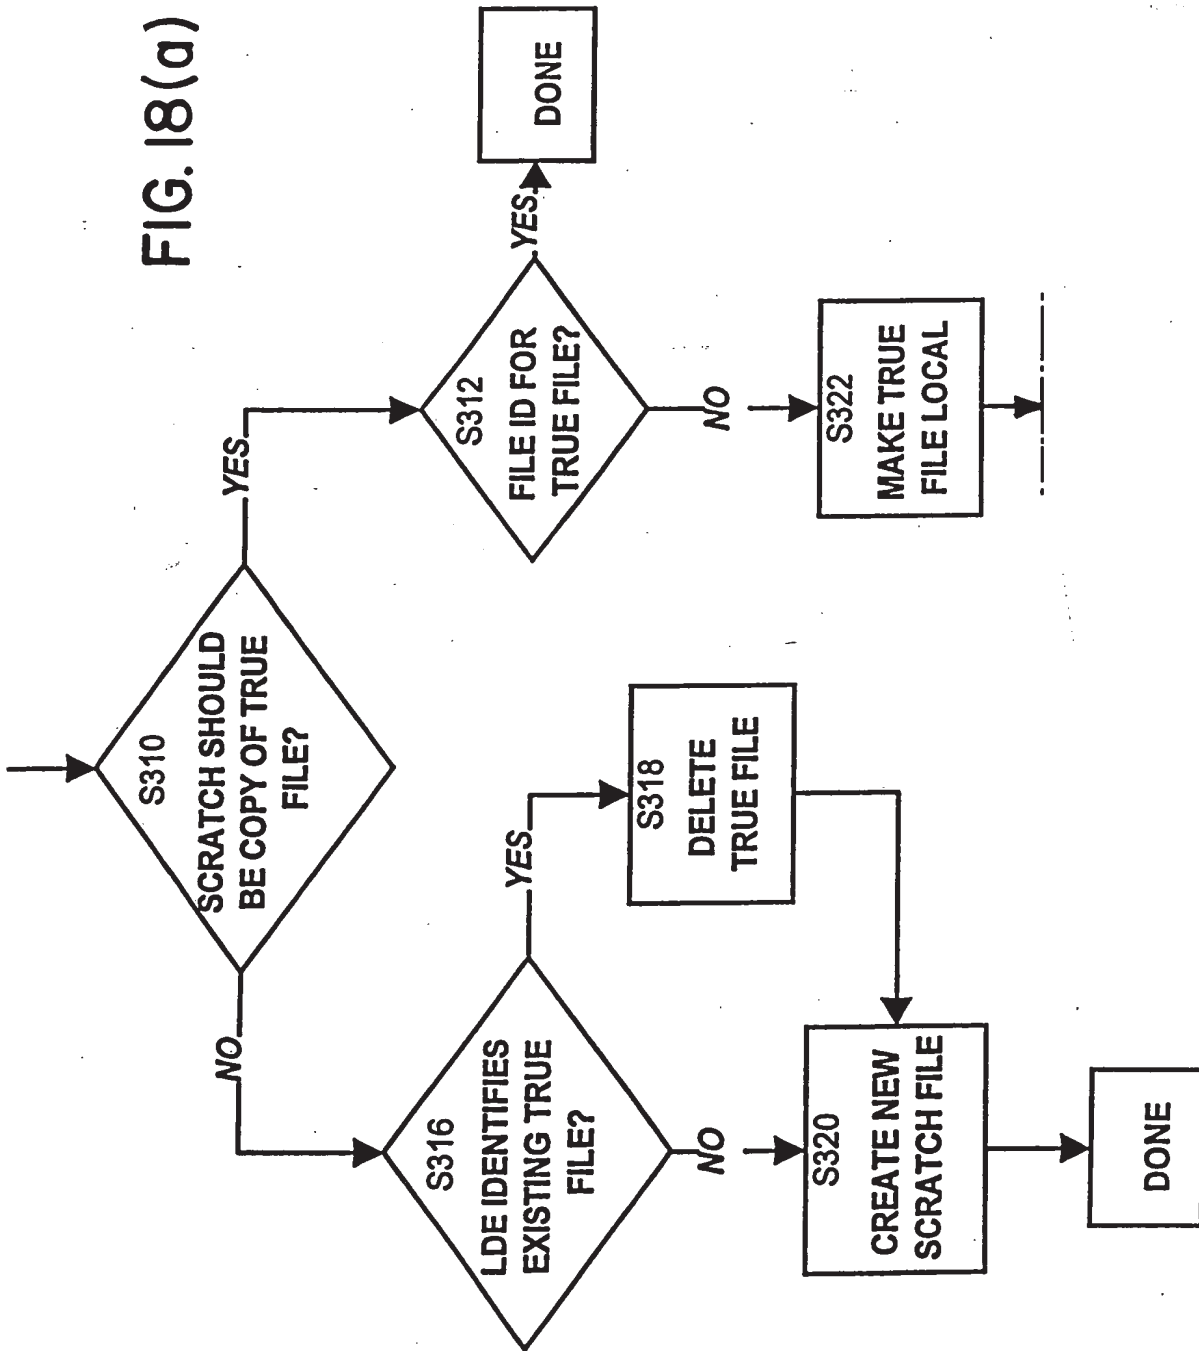 FIG. 18(a)
S310
SCRATCH SHOULD
BE COPY OF TRUE
FILE?
NO
YES
S316
LDE IDENTIFIES
EXISTING TRUE
FILE?
YES
NO
S318
DELETE
TRUE FILE
S320
CREATE NEW
SCRATCH FILE
DONE
S312
FILE ID FOR
TRUE FILE?
YES
DONE
NO
S322
MAKE TRUE
FILE LOCAL